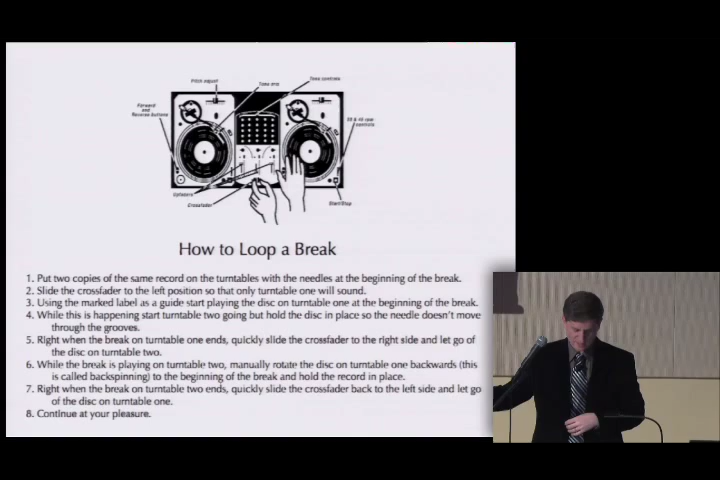 Pitch adjust
Tone arm
Tone controls
Forward
and
Reverse buttons
33 & 45 rpm
controls
Upfaders
Crossfader
Start/Stop
How to Loop a Break
1. Put two copies of the same record on the turntables with the needles at the beginning of the break.
2. Slide the crossfader to the left position so that only turntable one will sound.
3. Using the marked label as a guide start playing the disc on turntable one at the beginning of the break.
4. While this is happening start turntable two going but hold the disc in place so the needle doesn't move
through the grooves.
5. Right when the break on turntable one ends, quickly slide the crossfader to the right side and let go of
the disc on turntable two.
6. While the break is playing on turntable two, manually rotate the disc on turntable one backwards (this
is called backspinning) to the beginning of the break and hold the record in place.
7. Right when the break on turntable two ends, quickly slide the crossfader back to the left side and let go
of the disc on turntable one.
8. Continue at your pleasure.